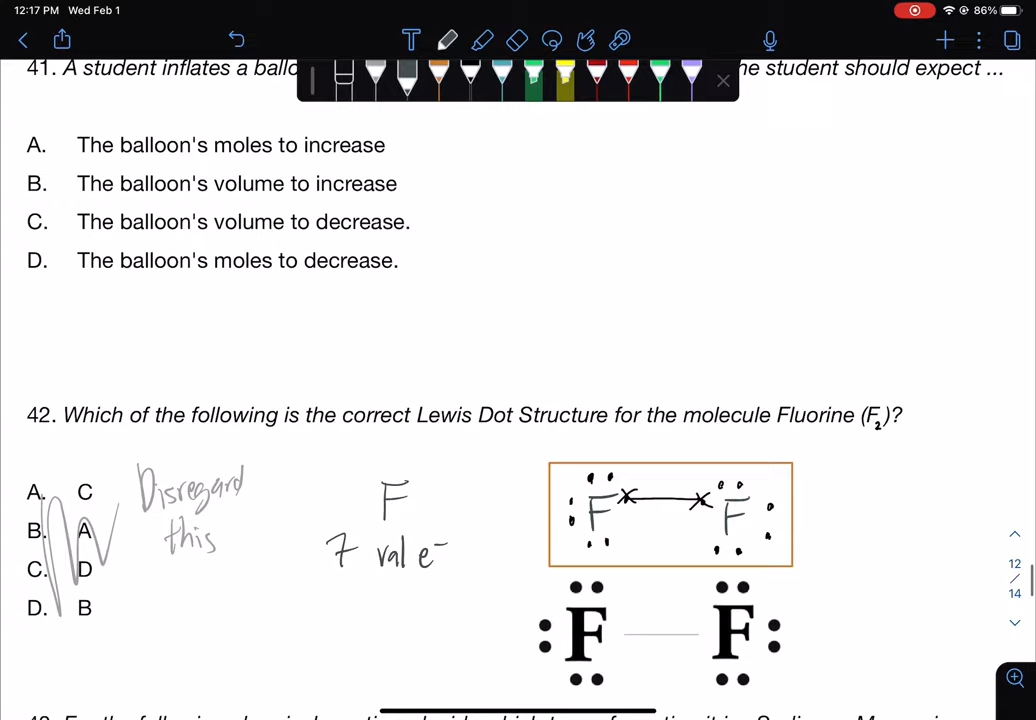 12:17 PM Wed Feb 1
86%
T
41. A student inflates a ballo
he student should expect ...
A. The balloon's moles to increase
B. The balloon's volume to increase
C. The balloon's volume to decrease.
D. The balloon's moles to decrease.
42. Which of the following is the correct Lewis Dot Structure for the molecule Fluorine (F₂)?
A. C
B. A
C. D
D. B
Disregard
this
F
7 val e⁻
F F
F F
12
/
14